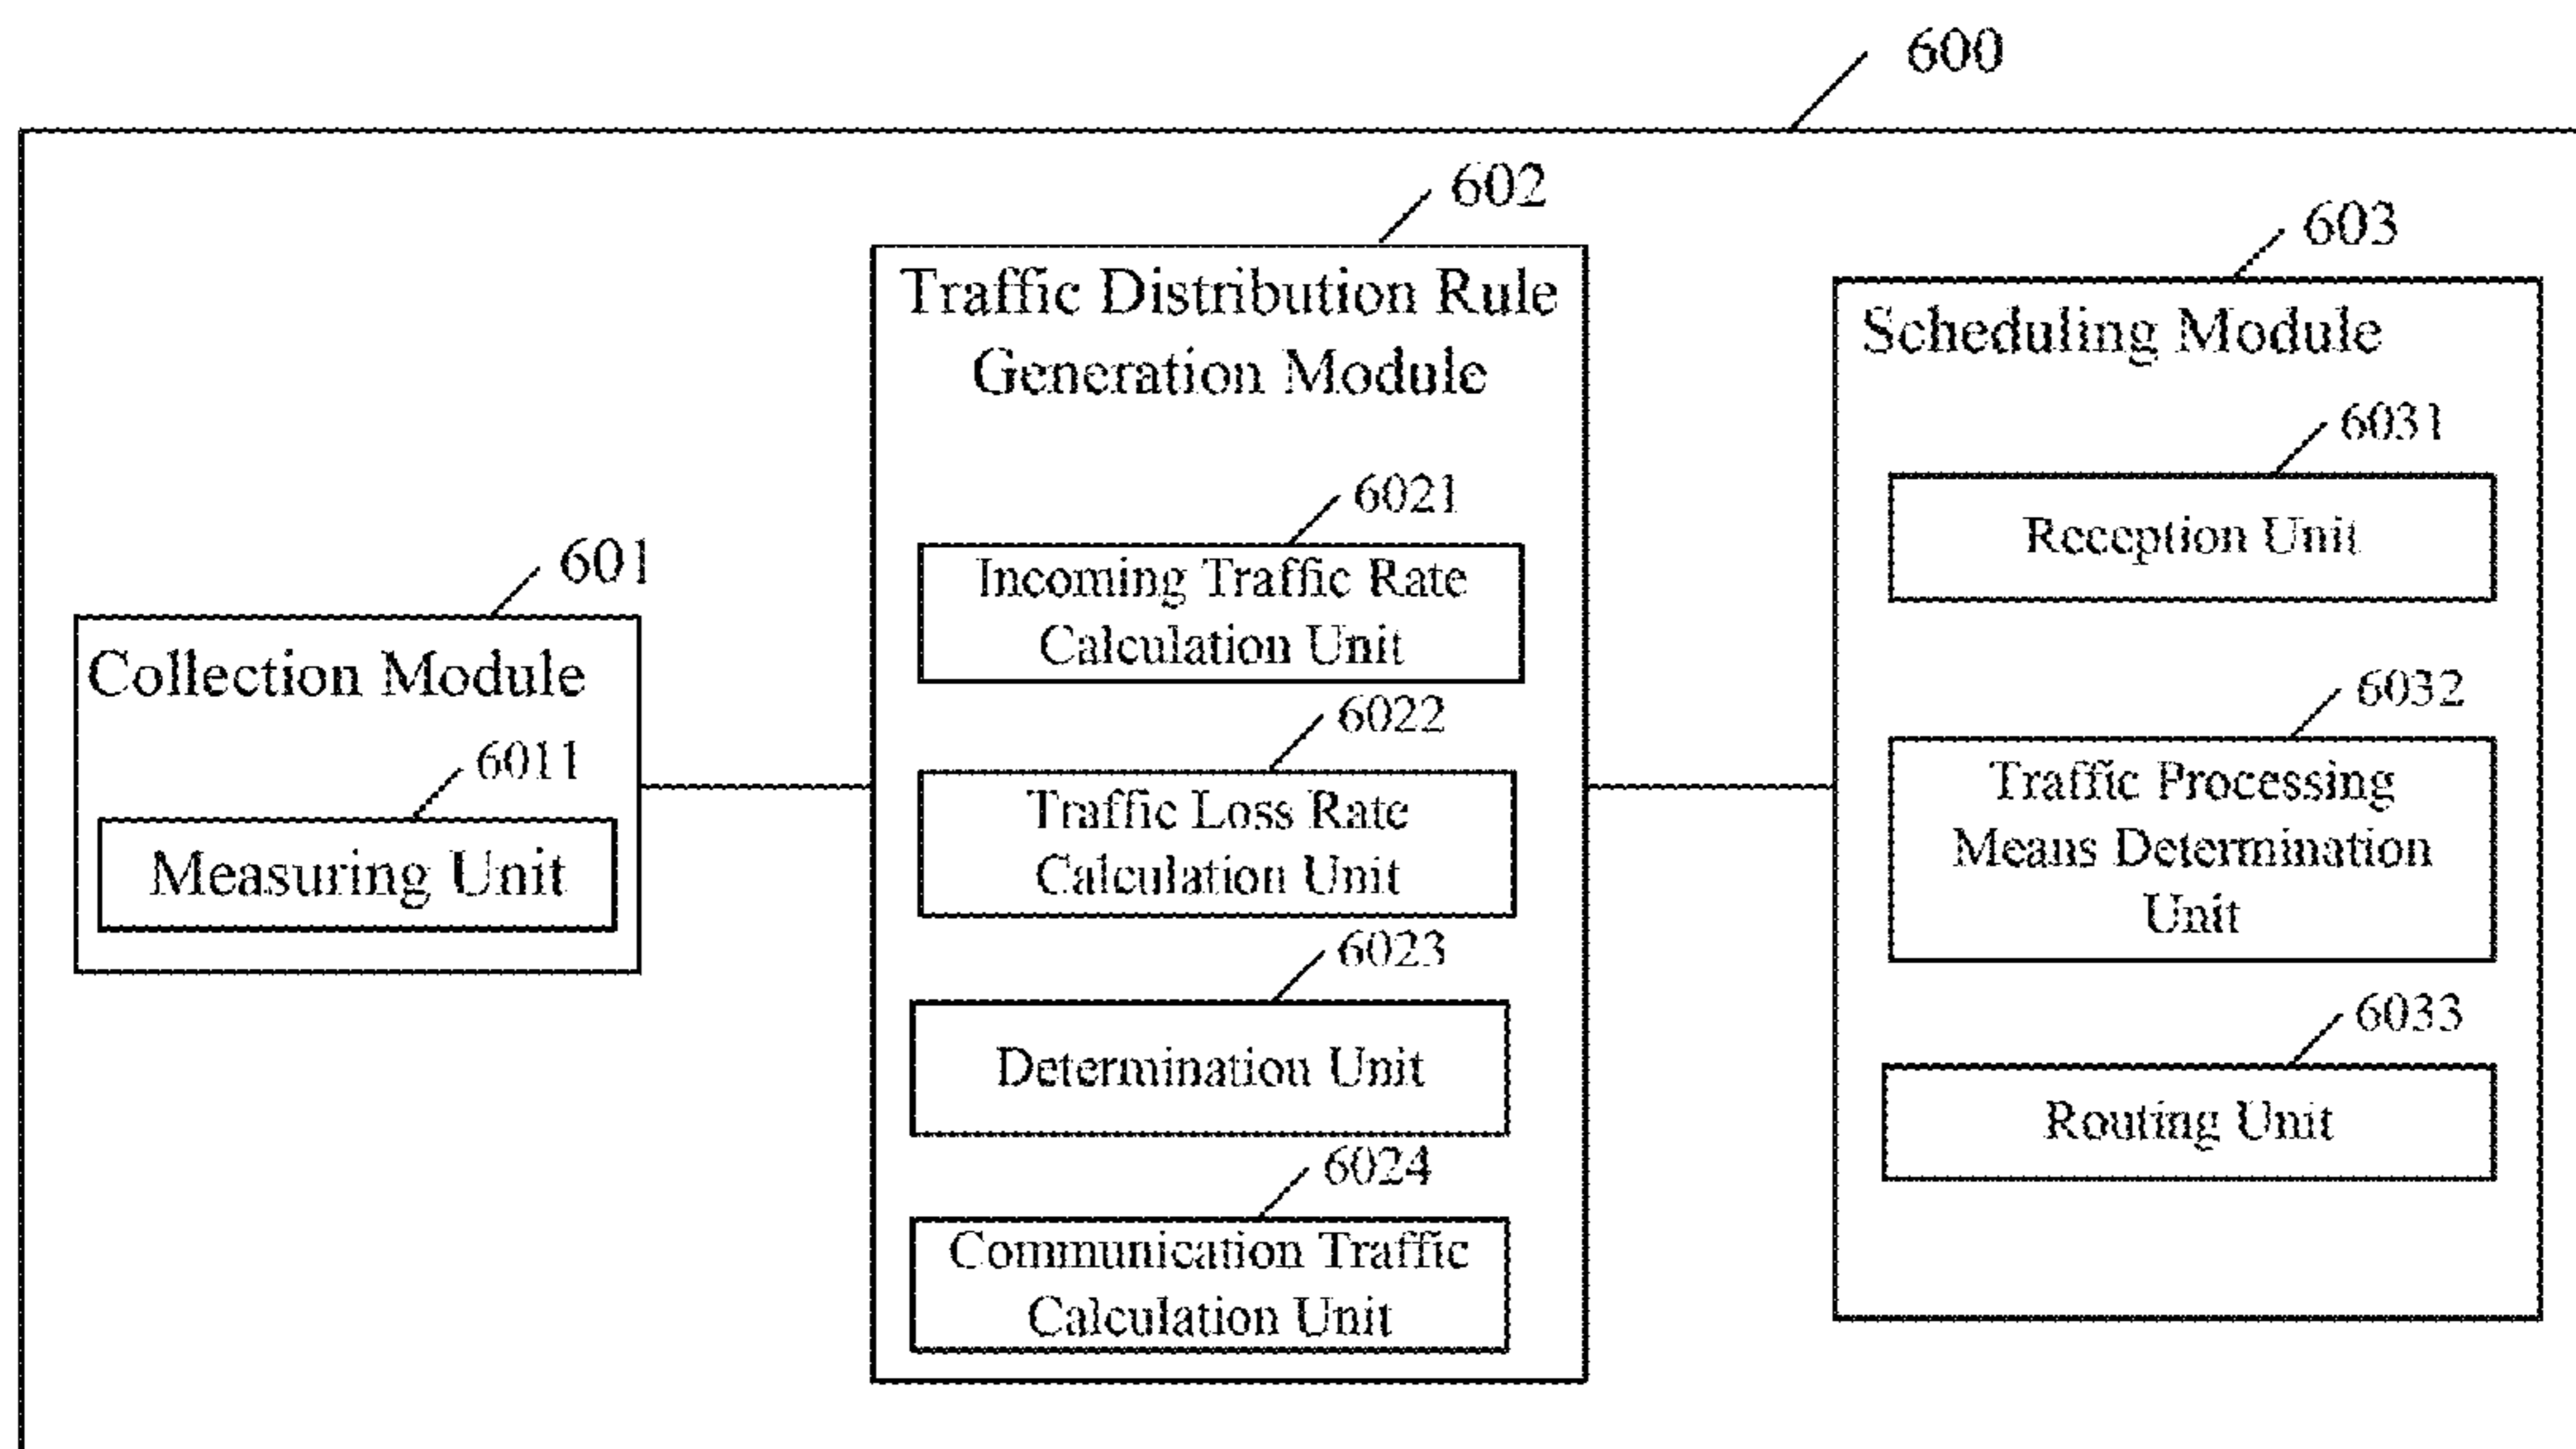 600
602
603
Traffic Distribution Rule
Generation Module
Scheduling Module
6031
6021
Reception Unit
601
Incoming Traffic Rate
Calculation Unit
Collection Module
6011
Measuring Unit
6022
Traffic Loss Rate
Calculation Unit
6032
Traffic Processing
Means Determination
Unit
6023
Determination Unit
6033
Routing Unit
6024
Communication Traffic
Calculation Unit